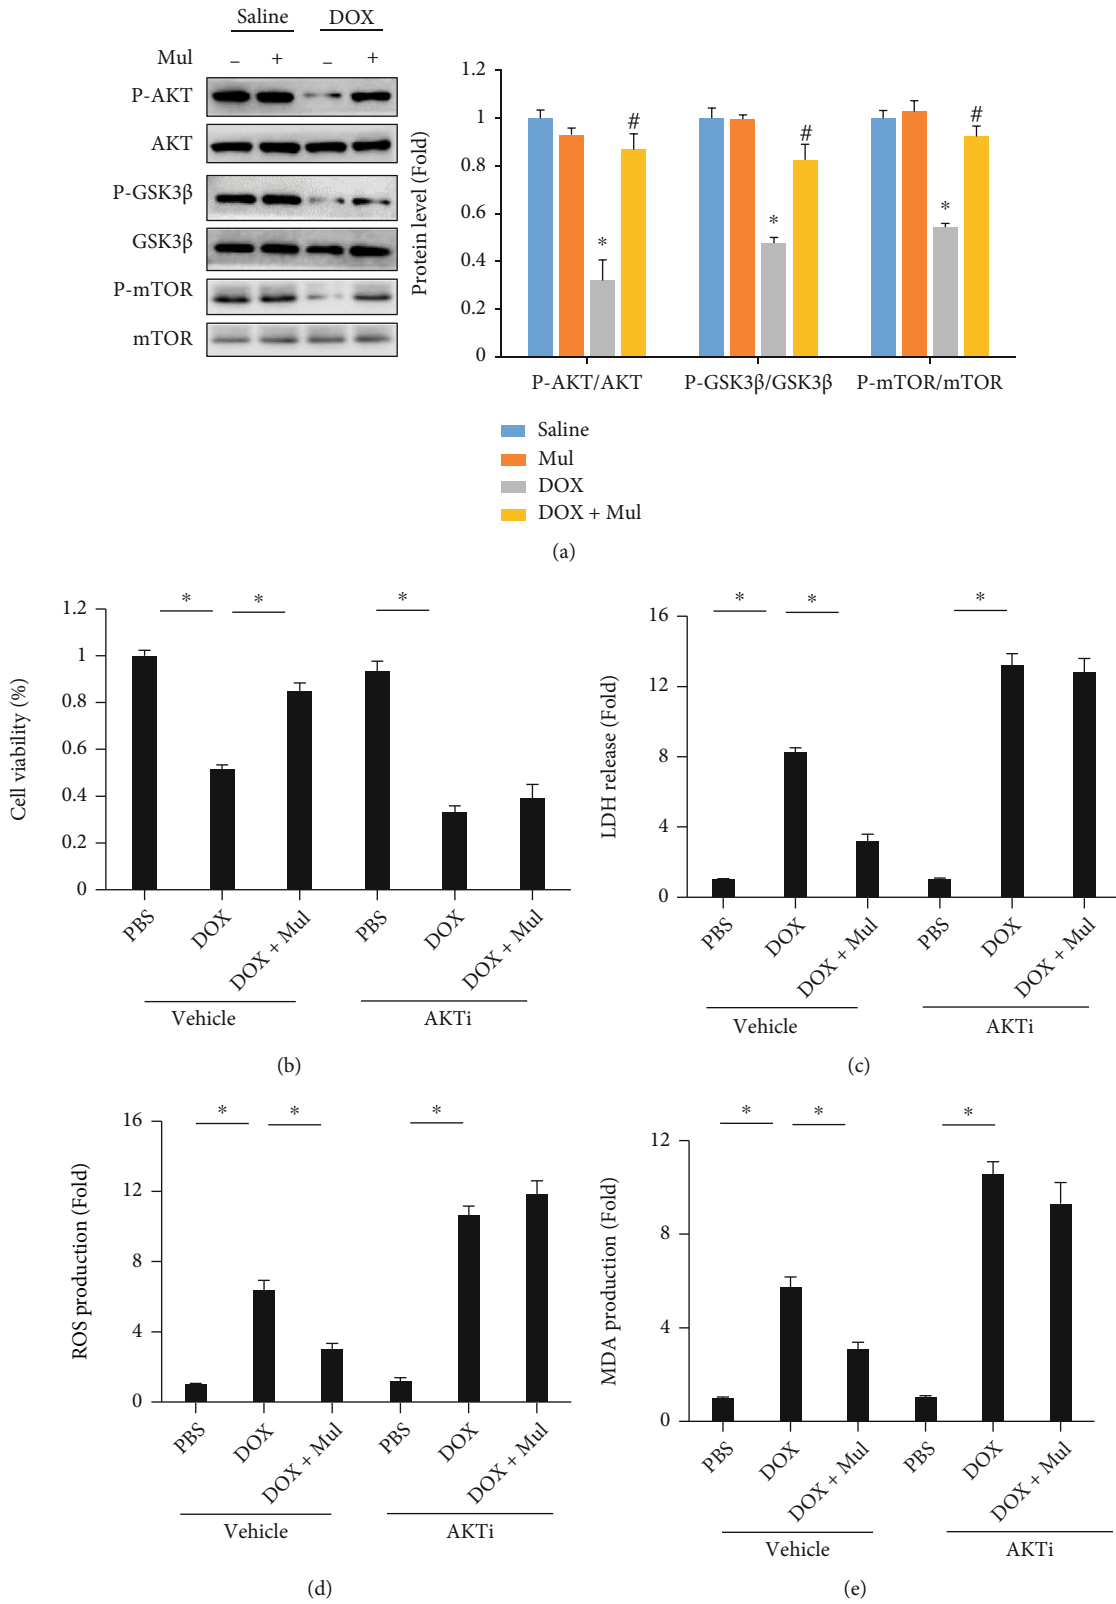 Saline DOX
Mul – + – +
P-AKT
AKT
P-GSK3β
GSK3β
P-mTOR
mTOR
Protein level (Fold)
1.2
1
0.8
0.6
0.4
0.2
0
* # * # * #
P-AKT/AKT P-GSK3β/GSK3β P-mTOR/mTOR
Saline
Mul
DOX
DOX + Mul
(a)
Cell viability (%)
1.2
1
0.8
0.6
0.4
0.2
0
* * *
PBS DOX DOX + Mul PBS DOX DOX + Mul
Vehicle AKTi
(b)
LDH release (Fold)
16
12
8
4
0
* * *
PBS DOX DOX + Mul PBS DOX DOX + Mul
Vehicle AKTi
(c)
ROS production (Fold)
16
12
8
4
0
* * *
PBS DOX DOX + Mul PBS DOX DOX + Mul
Vehicle AKTi
(d)
MDA production (Fold)
12
8
4
0
* * *
PBS DOX DOX + Mul PBS DOX DOX + Mul
Vehicle AKTi
(e)